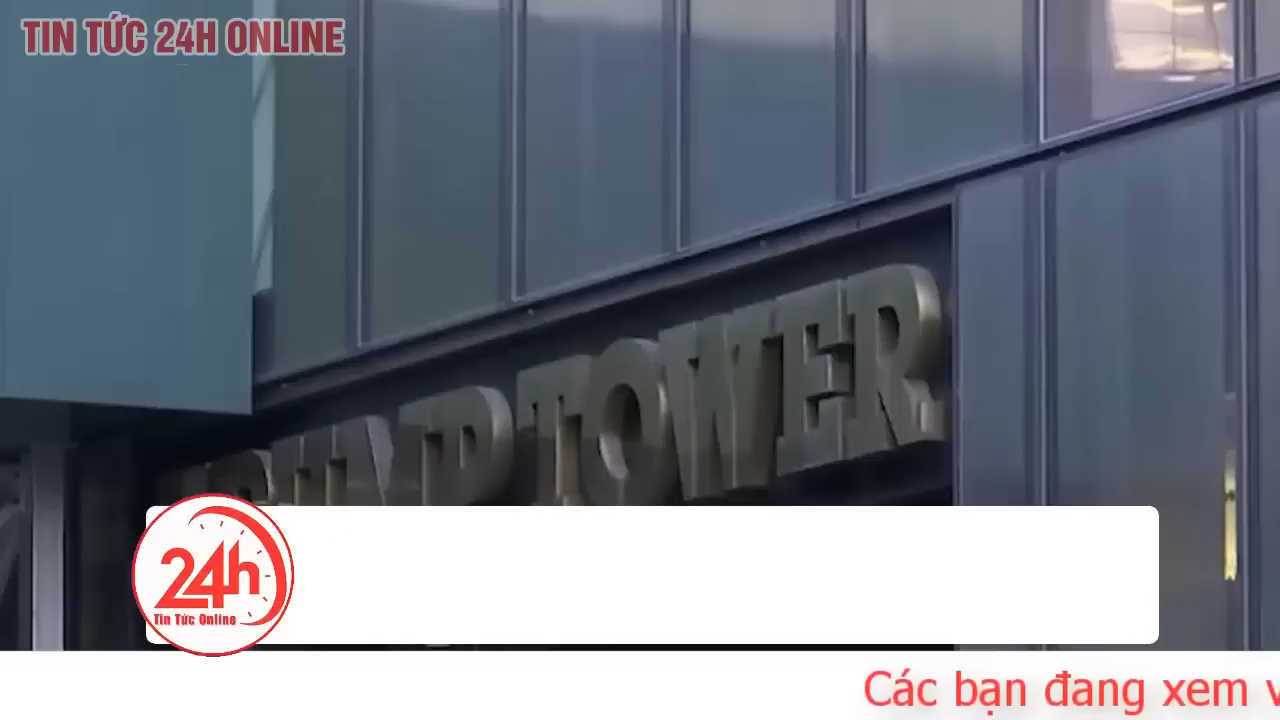 TIN TỨC 24H ONLINE
TOWER.
24h
Tin Tức Online
Các bạn đang xem